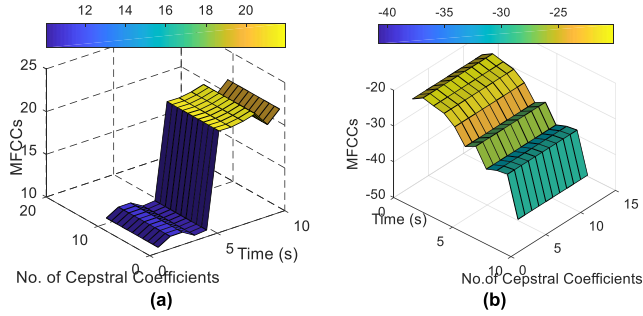 10 12 14 16 18 20
-40 -35 -30 -25
25
20
15
10
MFCCs
20
10
0
0
5
10
Time (s)
No. of Cepstral Coefficients
(a)
-20
-30
-40
-50
MFCCs
0
5
10
Time (s)
0
5
10
15
No.of Cepstral Coefficients
(b)